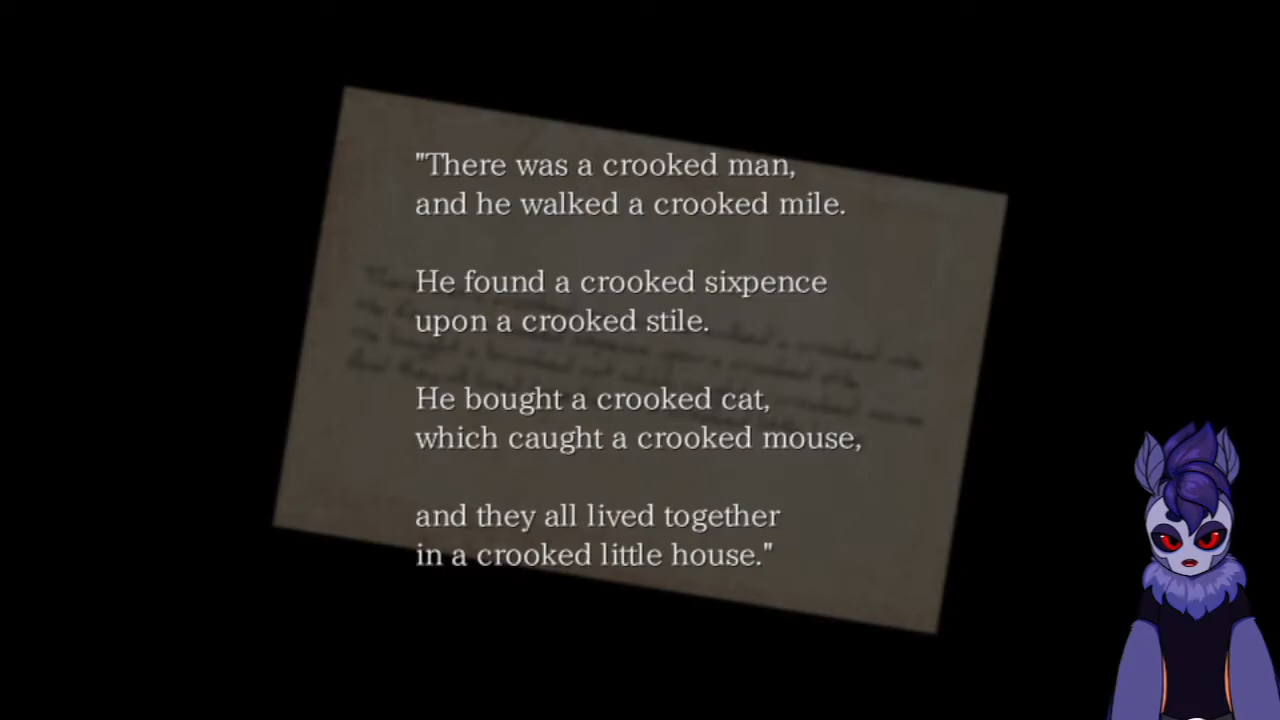 "There was a crooked man,
and he walked a crooked mile.
He found a crooked sixpence
upon a crooked stile.
He bought a crooked cat,
which caught a crooked mouse,
and they all lived together
in a crooked little house."